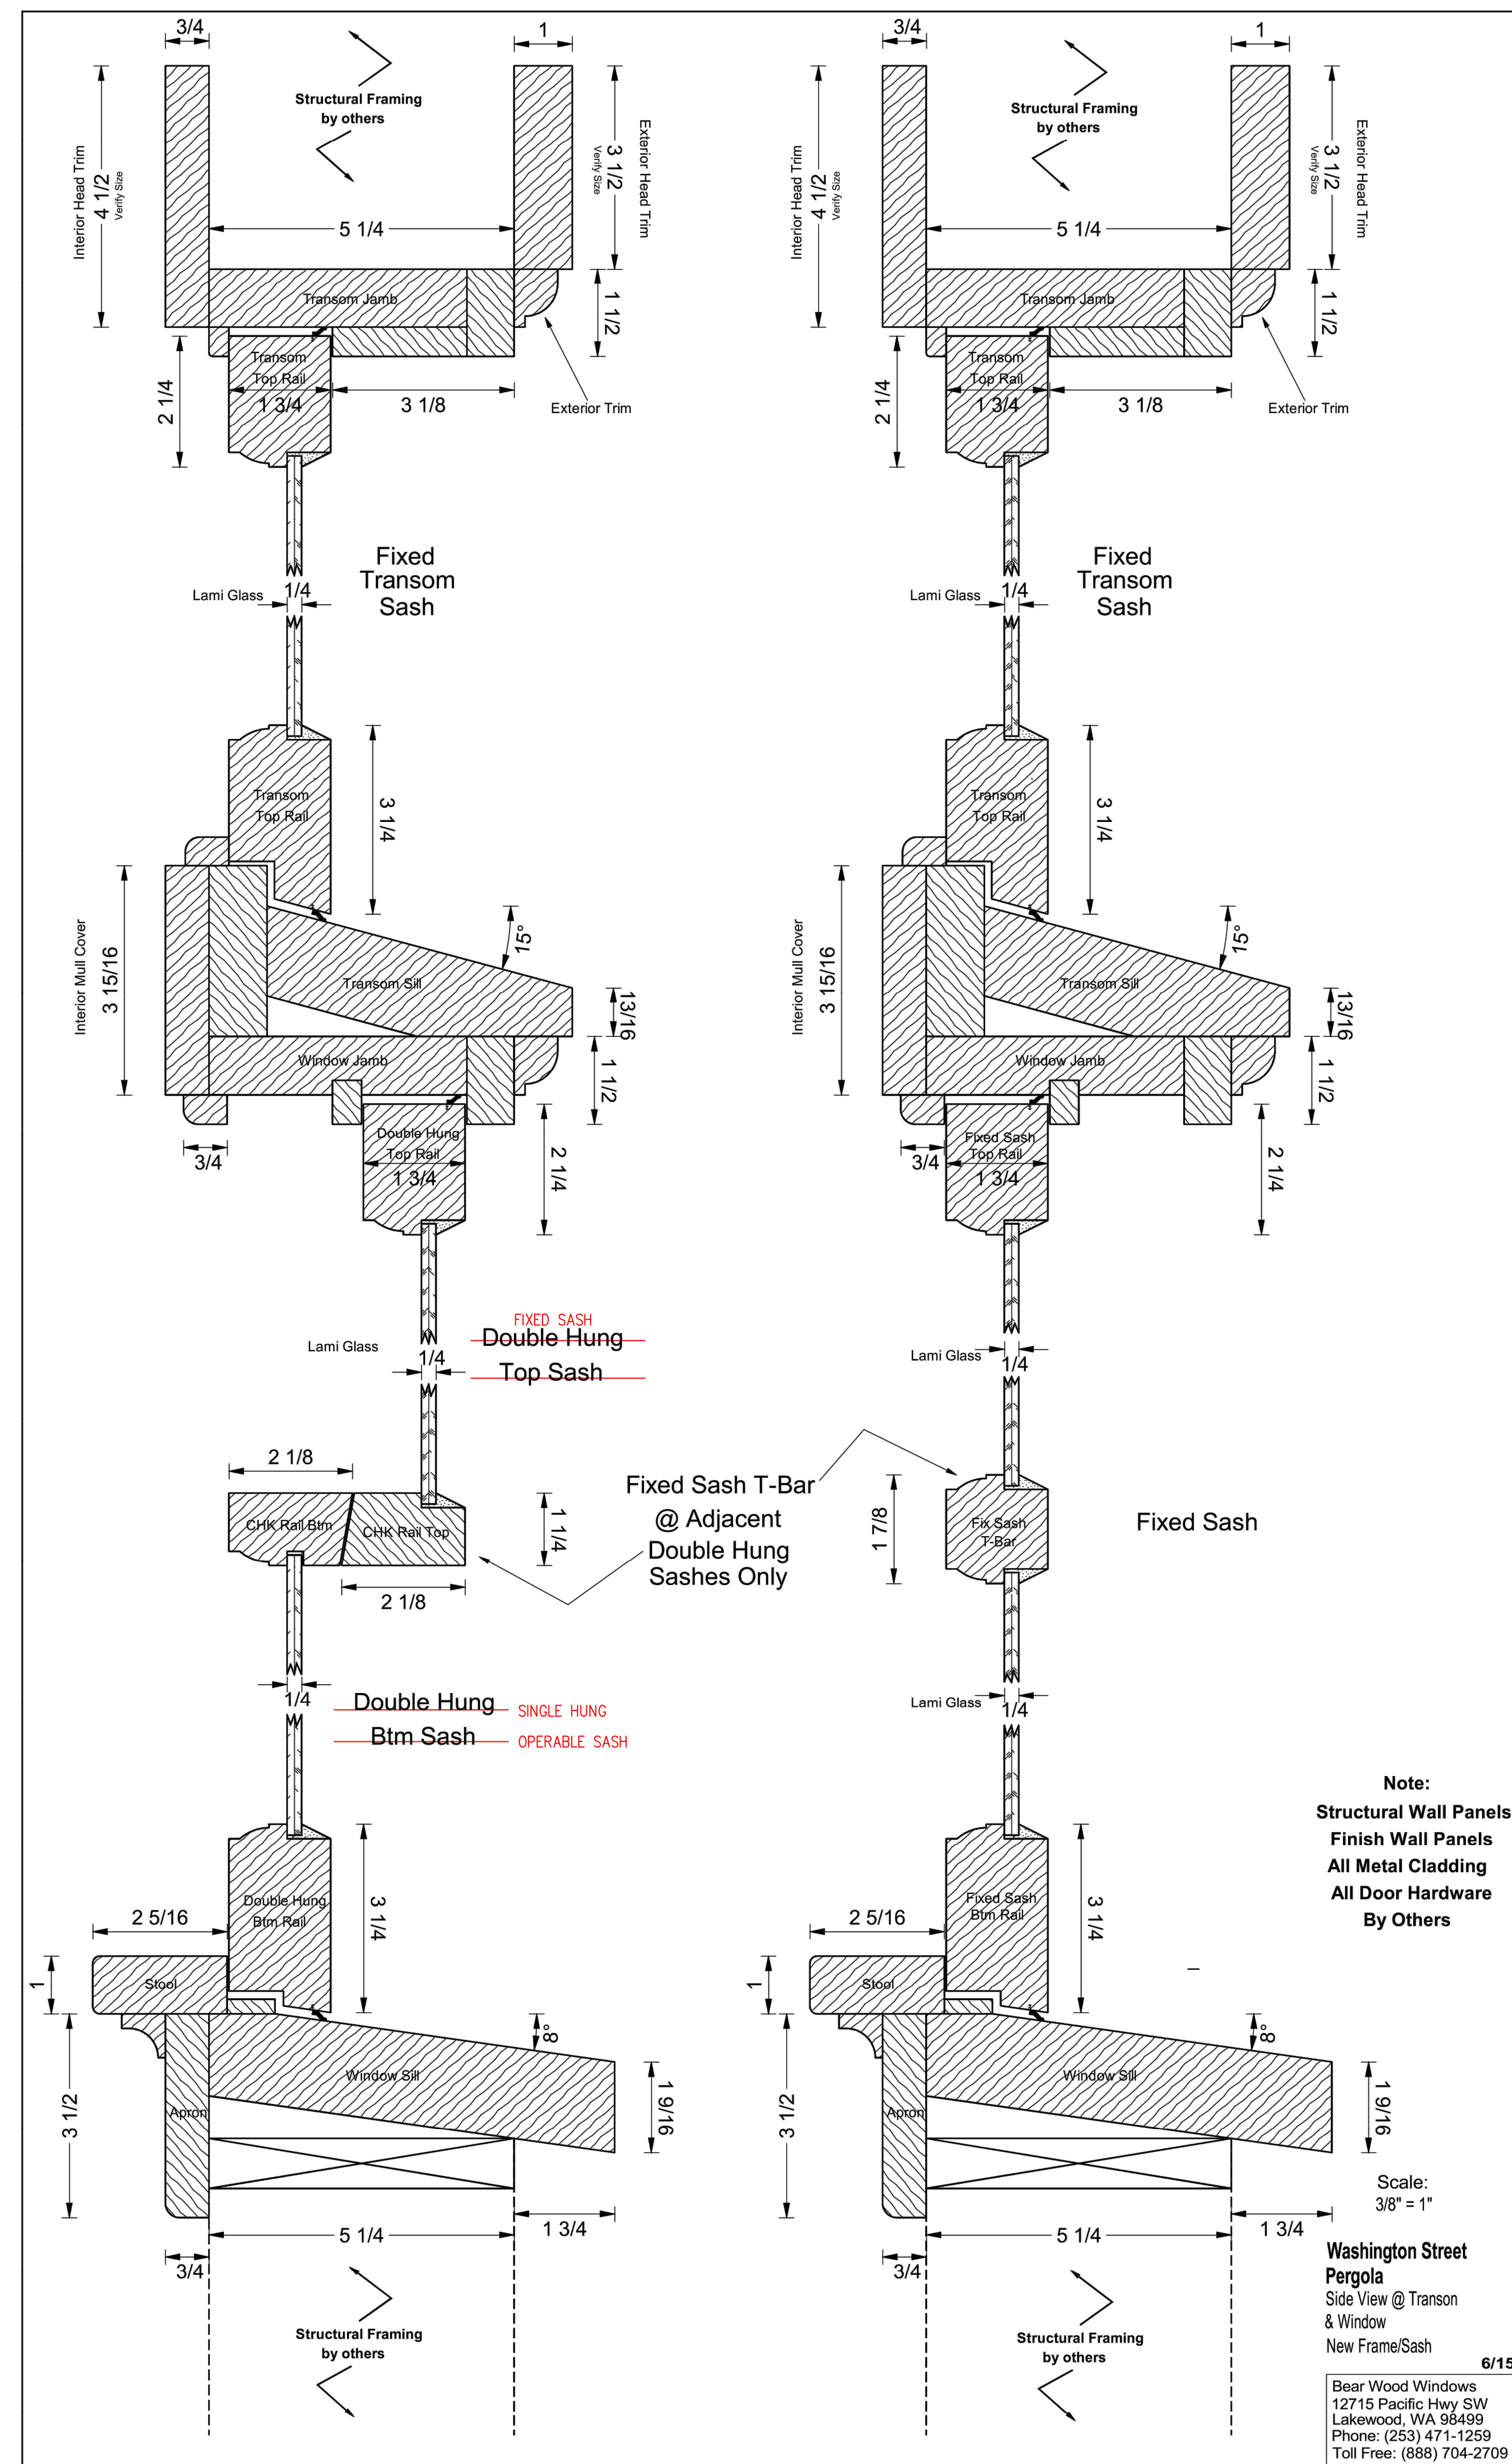 3/4
1
Structural Framing
by others
Interior Head Trim
4 1/2
Verify Size
3 1/2
Verify Size
Exterior Head Trim
5 1/4
Transom Jamb
1 1/2
Transom
Top Rail
1 3/4
3 1/8
2 1/4
Exterior Trim
Fixed
Transom
Sash
Lami Glass
1/4
Transom
Top Rail
3 1/4
Interior Mull Cover
3 15/16
15°
Transom Sill
13/16
Window Jamb
1 1/2
3/4
Double Hung
Top Rail
1 3/4
2 1/4
FIXED SASH
Double Hung
Top Sash
Lami Glass
1/4
2 1/8
CHK Rail Btm
CHK Rail Top
1 1/4
2 1/8
Fixed Sash T-Bar
@ Adjacent
Double Hung
Sashes Only
1/4
Double Hung
SINGLE HUNG
Btm Sash
OPERABLE SASH
Double Hung
Btm Rail
3 1/4
2 5/16
Stool
1
8°
Window Sill
1 9/16
Apron
3 1/2
5 1/4
1 3/4
3/4
Structural Framing
by others
3/4
1
Structural Framing
by others
Interior Head Trim
4 1/2
Verify Size
3 1/2
Verify Size
Exterior Head Trim
5 1/4
Transom Jamb
1 1/2
Transom
Top Rail
1 3/4
3 1/8
2 1/4
Exterior Trim
Fixed
Transom
Sash
Lami Glass
1/4
Transom
Top Rail
3 1/4
Interior Mull Cover
3 15/16
15°
Transom Sill
13/16
Window Jamb
1 1/2
3/4
Fixed Sash
Top Rail
1 3/4
2 1/4
Lami Glass
1/4
1 7/8
Fix Sash
T-Bar
Fixed Sash
Lami Glass
1/4
Fixed Sash
Btm Rail
3 1/4
2 5/16
Stool
1
8°
Window Sill
1 9/16
Apron
3 1/2
5 1/4
1 3/4
3/4
Structural Framing
by others
Note:
Structural Wall Panels
Finish Wall Panels
All Metal Cladding
All Door Hardware
By Others
Scale:
3/8" = 1"
Washington Street
Pergola
Side View @ Transon
& Window
New Frame/Sash
6/15
Bear Wood Windows
12715 Pacific Hwy SW
Lakewood, WA 98499
Phone: (253) 471-1259
Toll Free: (888) 704-2709